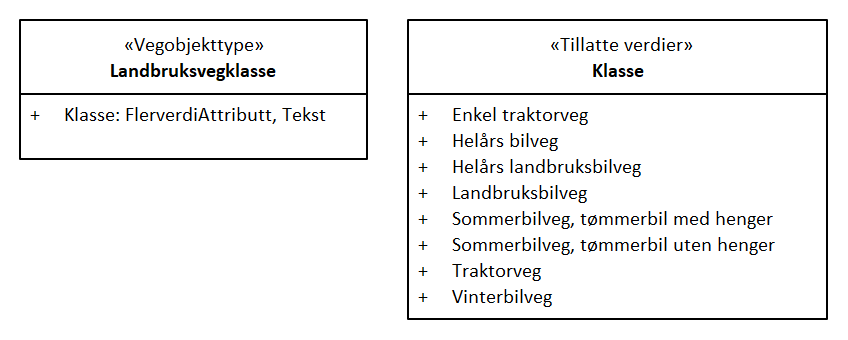 «Vegobjekttype»
Landbruksvegklasse
+ Klasse: FlerverdiAttributt, Tekst
«Tillatte verdier»
Klasse
+ Enkel traktorveg
+ Helårs bilveg
+ Helårs landbruksbilveg
+ Landbruksbilveg
+ Sommerbilveg, tømmerbil med henger
+ Sommerbilveg, tømmerbil uten henger
+ Traktorveg
+ Vinterbilveg